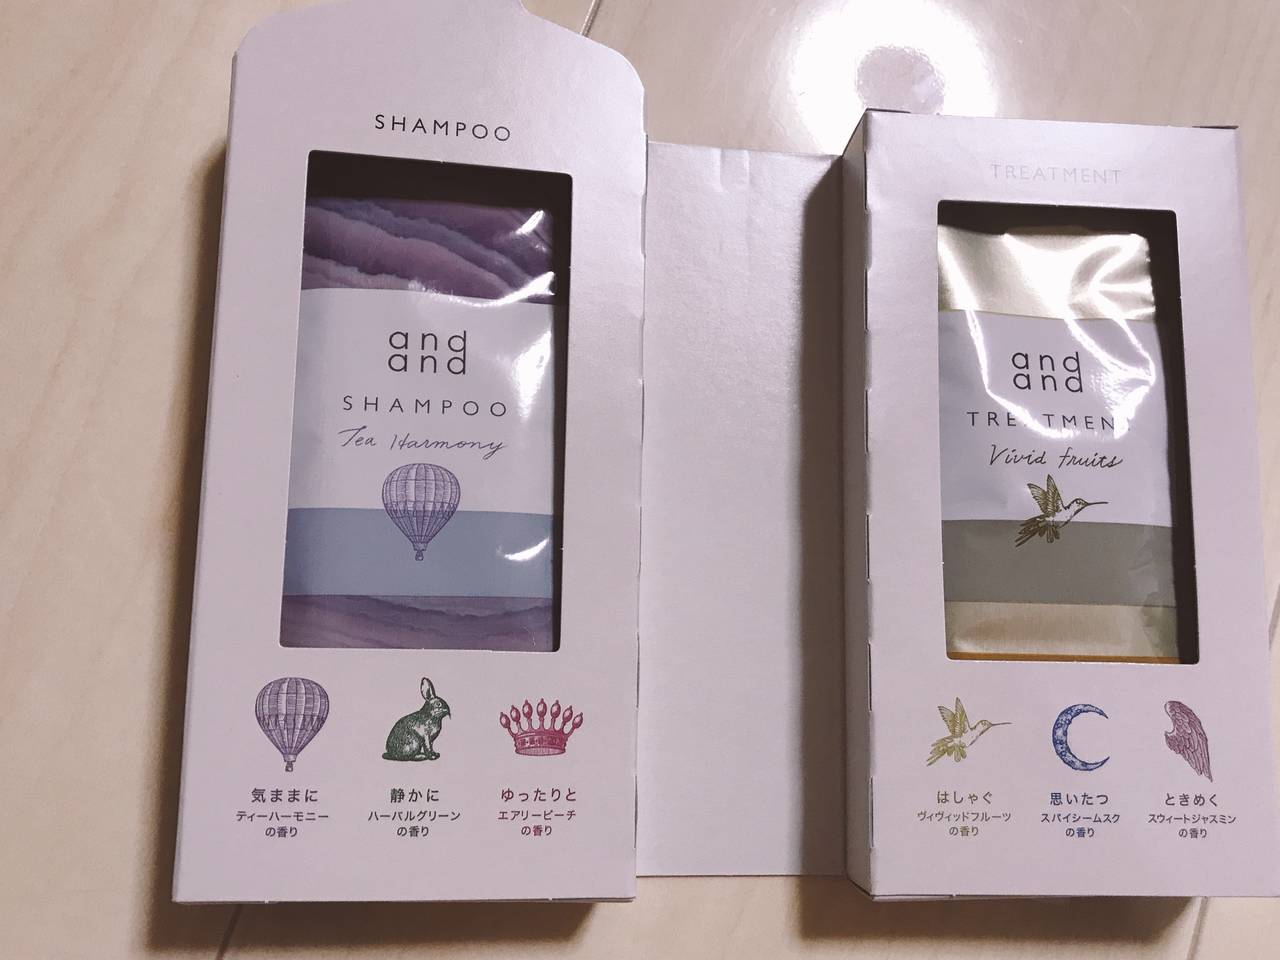 SHAMPOO
and
and
SHAMPOO
Tea Harmony
気ままに
ティーハーモニー
の香り
静かに
ハーバルグリーン
の香り
ゆったりと
エアリーピーチ
の香り
TREATMENT
and
and
TREATMENT
Vivid fruits
はしゃぐ
ヴィヴィッドフルーツ
の香り
思いたつ
スパイシームスク
の香り
ときめく
スウィートジャスミン
の香り